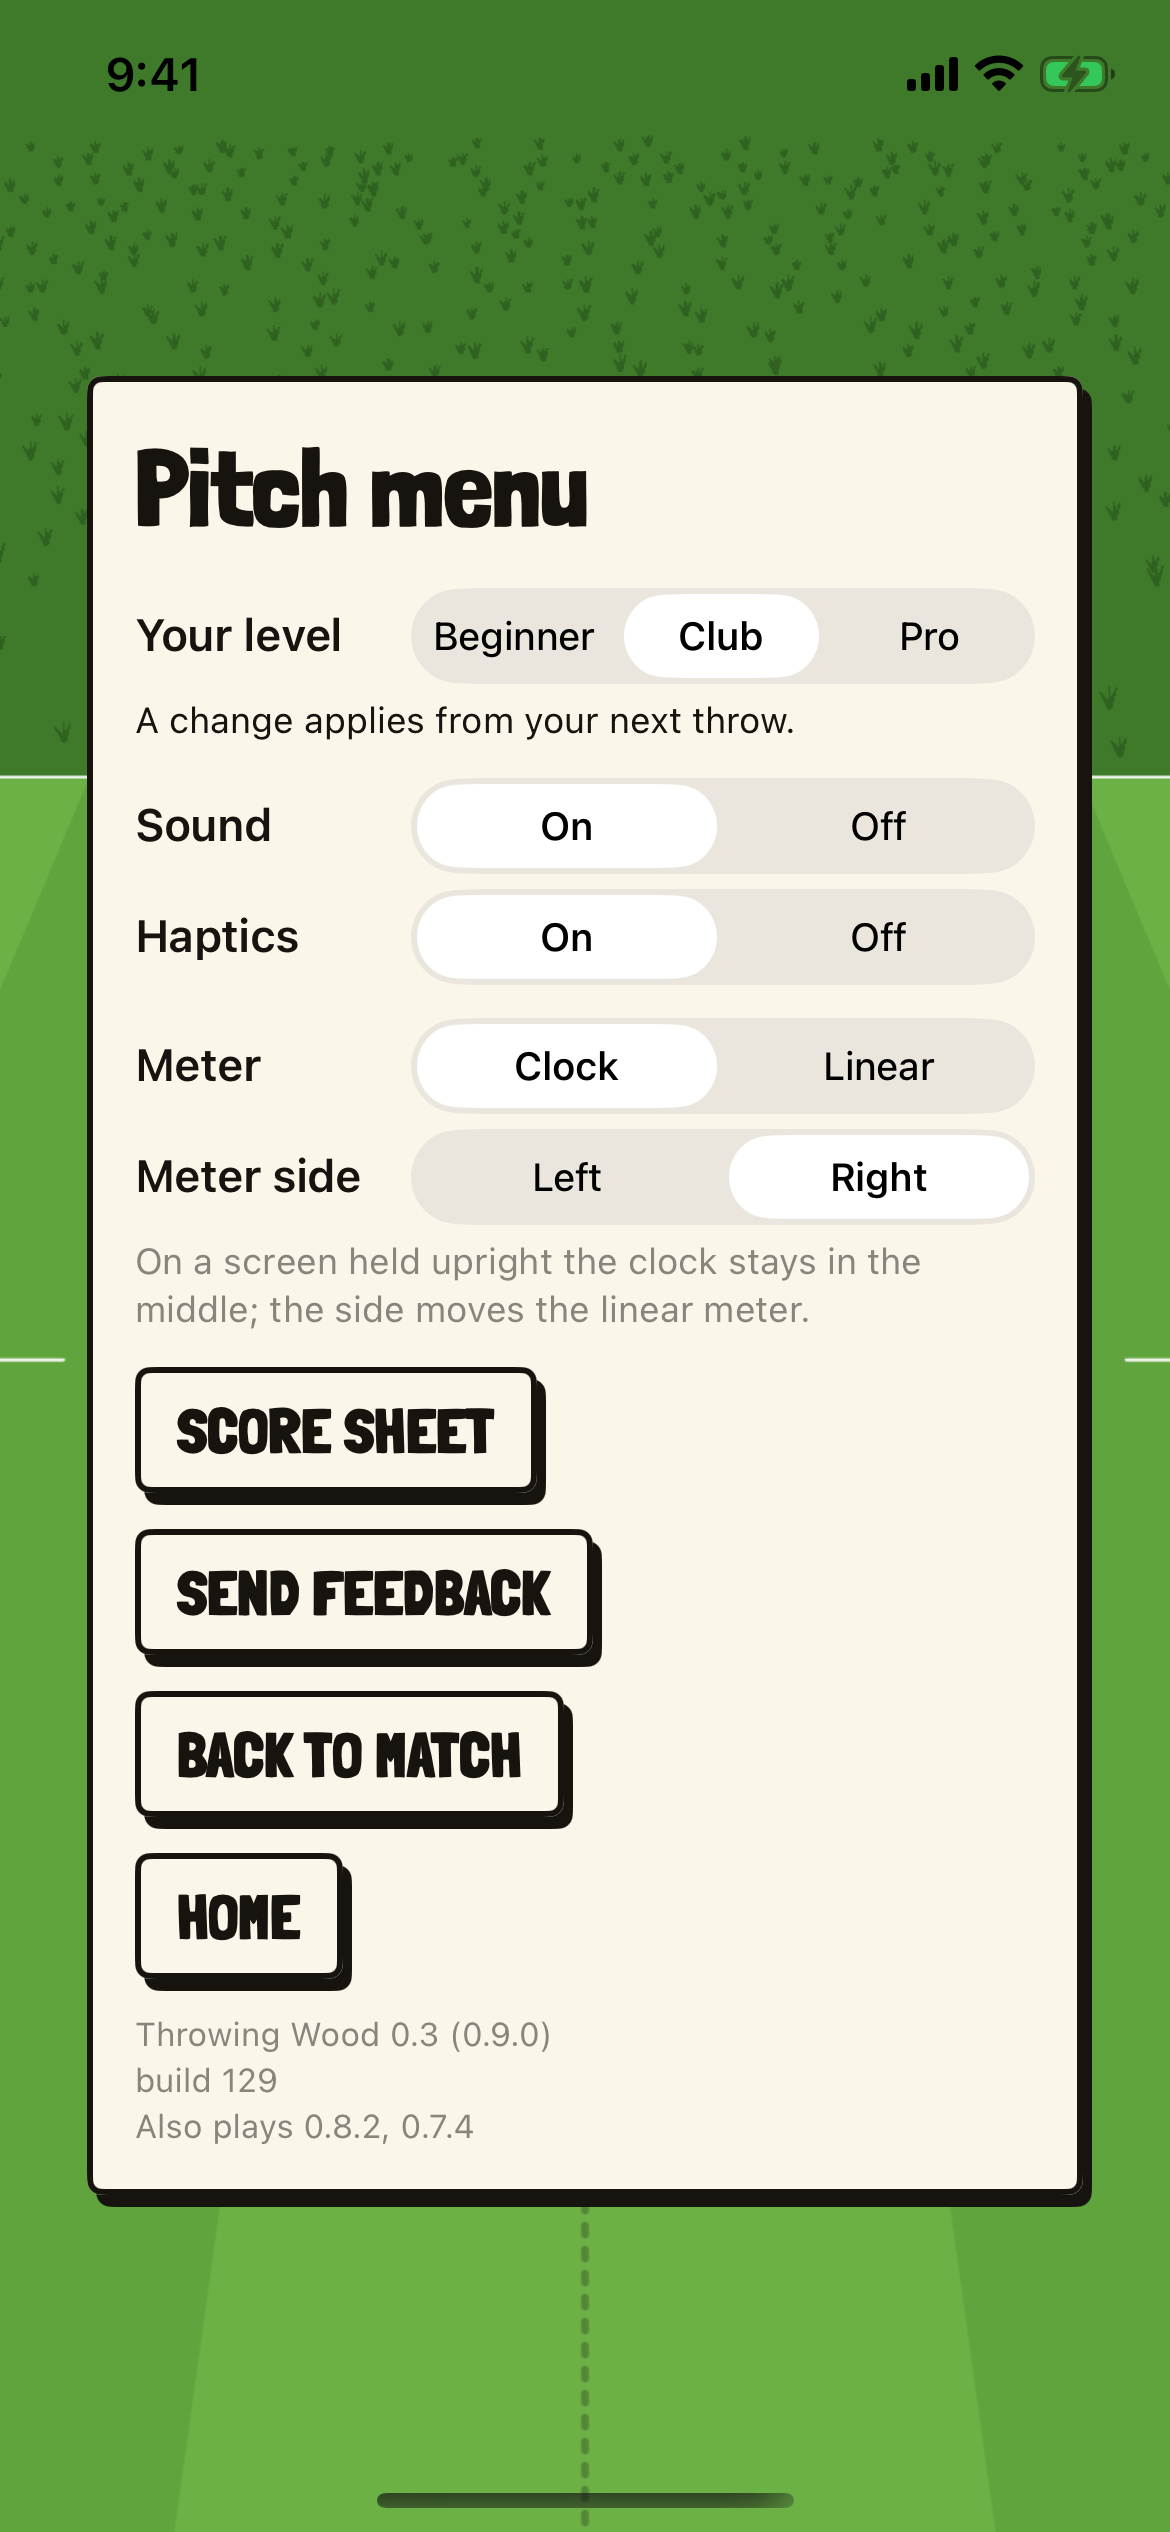 9:41
Pitch menu
Your level Beginner Club Pro
A change applies from your next throw.
Sound On Off
Haptics On Off
Meter Clock Linear
Meter side Left Right
On a screen held upright the clock stays in the
middle; the side moves the linear meter.
SCORE SHEET
SEND FEEDBACK
BACK TO MATCH
HOME
Throwing Wood 0.3 (0.9.0)
build 129
Also plays 0.8.2, 0.7.4